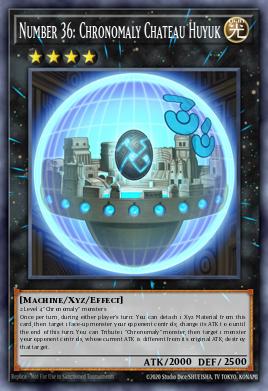 Number 36: Chronomaly Chateau Huyuk
光
[Machine/Xyz/Effect]
2 Level 4 "Chronomaly" monsters
Once per turn, during either player's turn: You can detach 1 Xyz Material from this
card, then target 1 face-up monster your opponent controls; change its ATK to 0 until
the end of this turn. You can Tribute 1 "Chronomaly" monster, then target 1 monster
your opponent controls, whose current ATK is different from its original ATK; destroy
that target.
ATK/2000 DEF/2500
Replica - Not For Use in Sanctioned Tournaments
©2020 Studio Dice/SHUEISHA, TV TOKYO, KONAMI